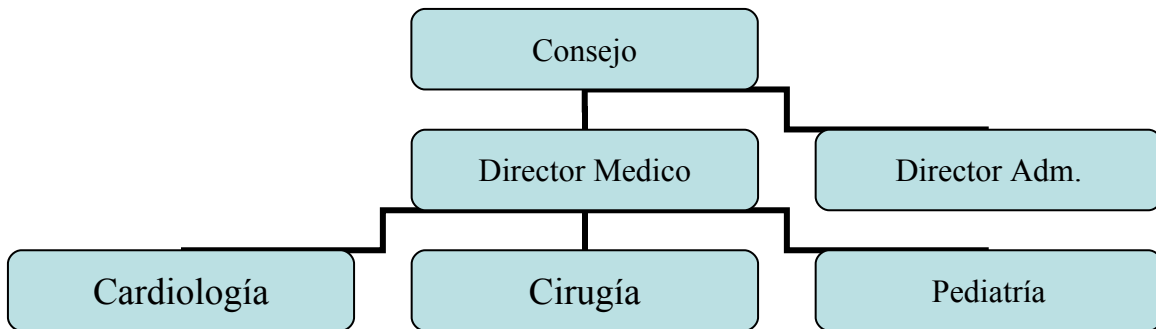 Consejo
Director Medico
Director Adm.
Cardiología
Cirugía
Pediatría